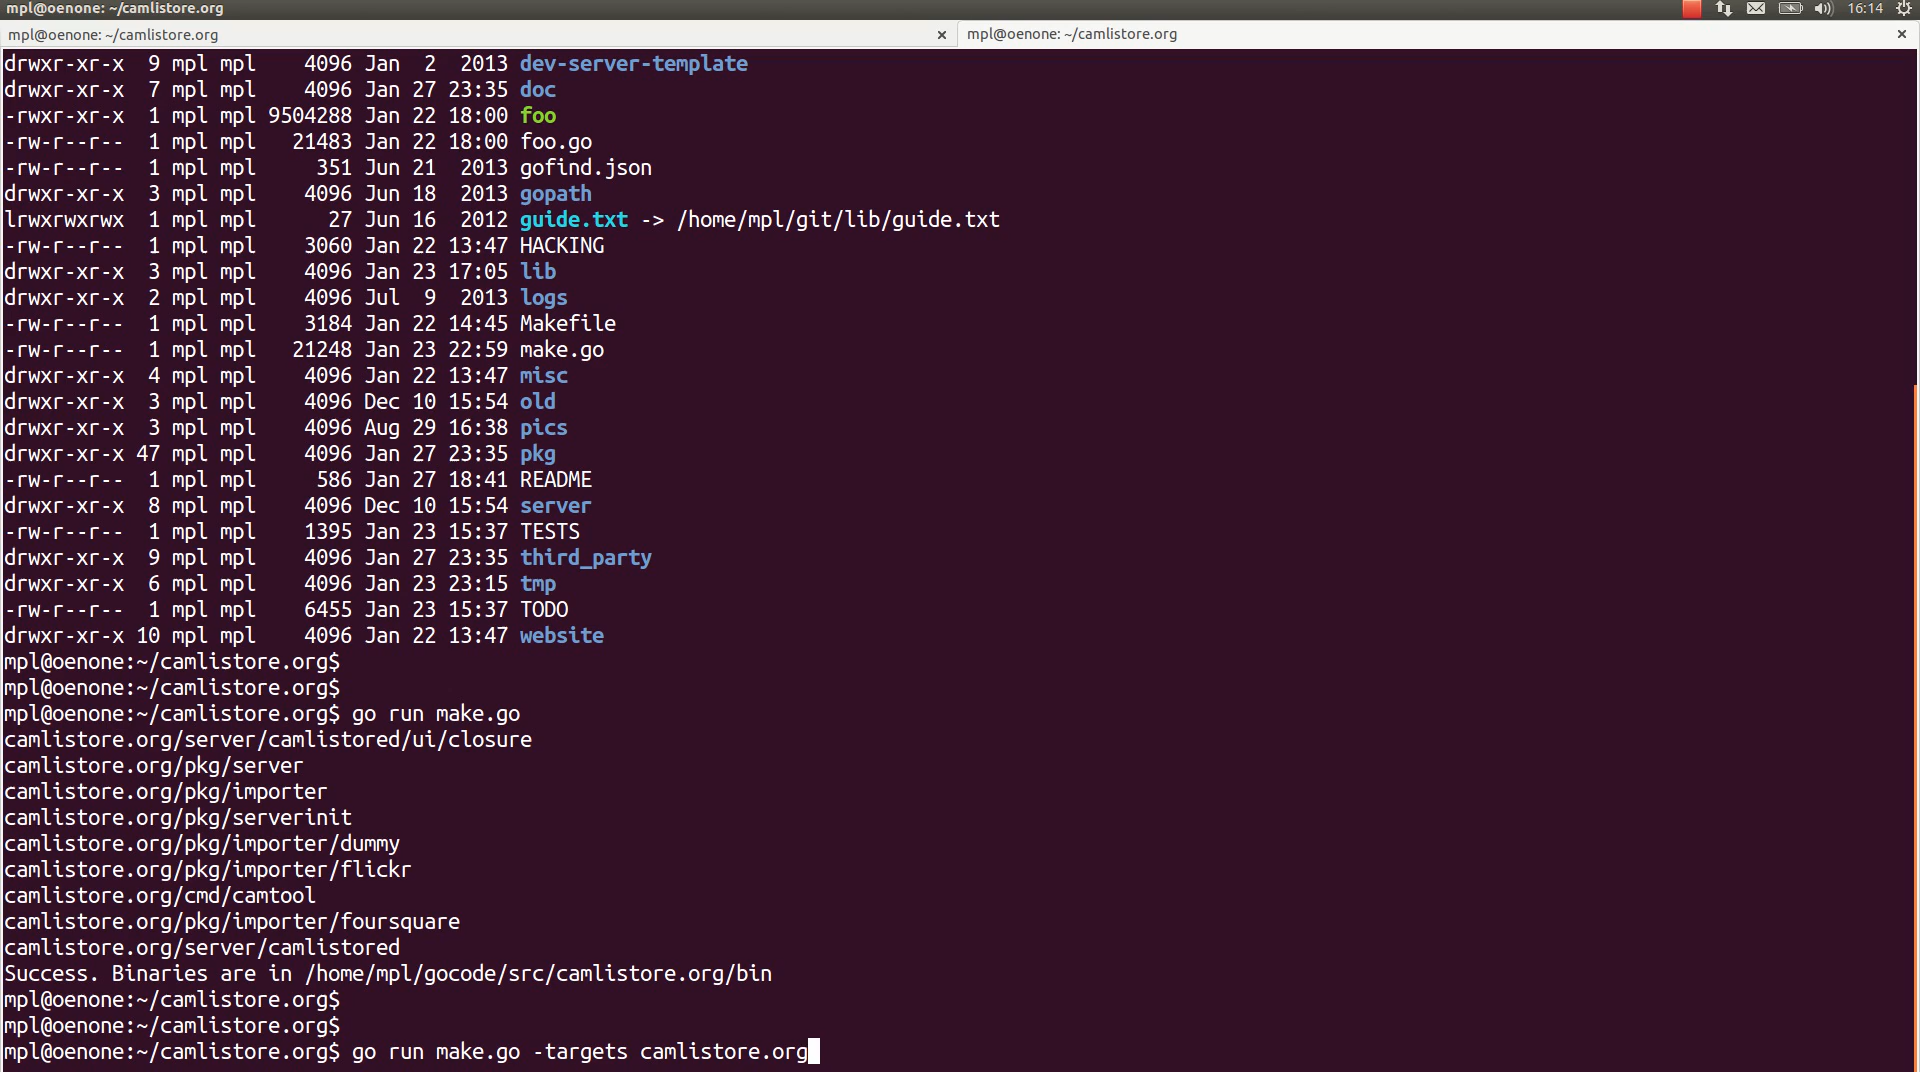 mpl@oenone: ~/camlistore.org 16:14
mpl@oenone: ~/camlistore.org × mpl@oenone: ~/camlistore.org ×
drwxr-xr-x  9 mpl mpl    4096 Jan  2  2013 dev-server-template
drwxr-xr-x  7 mpl mpl    4096 Jan 27 23:35 doc
-rwxr-xr-x  1 mpl mpl 9504288 Jan 22 18:00 foo
-rw-r--r--  1 mpl mpl   21483 Jan 22 18:00 foo.go
-rw-r--r--  1 mpl mpl     351 Jun 21  2013 gofind.json
drwxr-xr-x  3 mpl mpl    4096 Jun 18  2013 gopath
lrwxrwxrwx  1 mpl mpl      27 Jun 16  2012 guide.txt -> /home/mpl/git/lib/guide.txt
-rw-r--r--  1 mpl mpl    3060 Jan 22 13:47 HACKING
drwxr-xr-x  3 mpl mpl    4096 Jan 23 17:05 lib
drwxr-xr-x  2 mpl mpl    4096 Jul  9  2013 logs
-rw-r--r--  1 mpl mpl    3184 Jan 22 14:45 Makefile
-rw-r--r--  1 mpl mpl   21248 Jan 23 22:59 make.go
drwxr-xr-x  4 mpl mpl    4096 Jan 22 13:47 misc
drwxr-xr-x  3 mpl mpl    4096 Dec 10 15:54 old
drwxr-xr-x  3 mpl mpl    4096 Aug 29 16:38 pics
drwxr-xr-x 47 mpl mpl    4096 Jan 27 23:35 pkg
-rw-r--r--  1 mpl mpl     586 Jan 27 18:41 README
drwxr-xr-x  8 mpl mpl    4096 Dec 10 15:54 server
-rw-r--r--  1 mpl mpl    1395 Jan 23 15:37 TESTS
drwxr-xr-x  9 mpl mpl    4096 Jan 27 23:35 third_party
drwxr-xr-x  6 mpl mpl    4096 Jan 23 23:15 tmp
-rw-r--r--  1 mpl mpl    6455 Jan 23 15:37 TODO
drwxr-xr-x 10 mpl mpl    4096 Jan 22 13:47 website
mpl@oenone:~/camlistore.org$
mpl@oenone:~/camlistore.org$
mpl@oenone:~/camlistore.org$ go run make.go
camlistore.org/server/camlistored/ui/closure
camlistore.org/pkg/server
camlistore.org/pkg/importer
camlistore.org/pkg/serverinit
camlistore.org/pkg/importer/dummy
camlistore.org/pkg/importer/flickr
camlistore.org/cmd/camtool
camlistore.org/pkg/importer/foursquare
camlistore.org/server/camlistored
Success. Binaries are in /home/mpl/gocode/src/camlistore.org/bin
mpl@oenone:~/camlistore.org$
mpl@oenone:~/camlistore.org$
mpl@oenone:~/camlistore.org$ go run make.go -targets camlistore.org